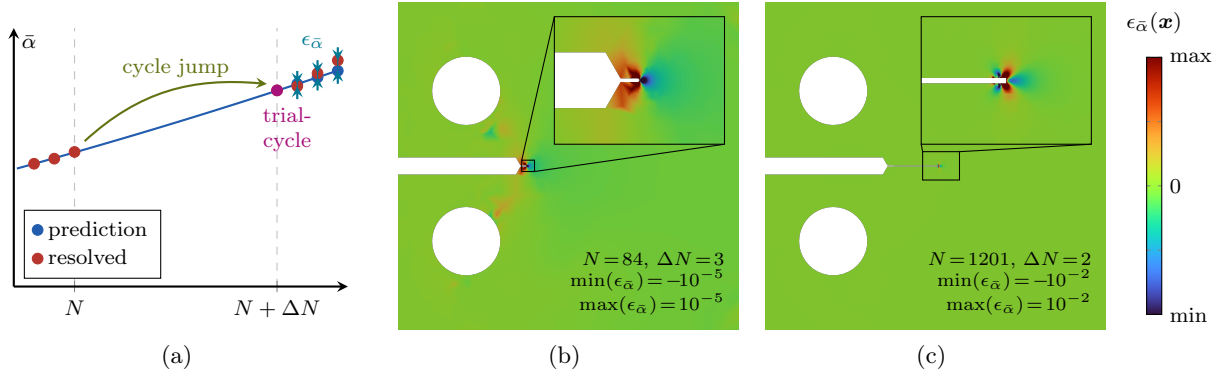 ᾱ
ϵ_ᾱ
cycle jump
trial-
cycle
prediction
resolved
N
N + ΔN
(a)
N = 84, ΔN = 3
min(ϵ_ᾱ) = −10⁻⁵
max(ϵ_ᾱ) = 10⁻⁵
(b)
N = 1201, ΔN = 2
min(ϵ_ᾱ) = −10⁻²
max(ϵ_ᾱ) = 10⁻²
(c)
ϵ_ᾱ(x)
max
0
min